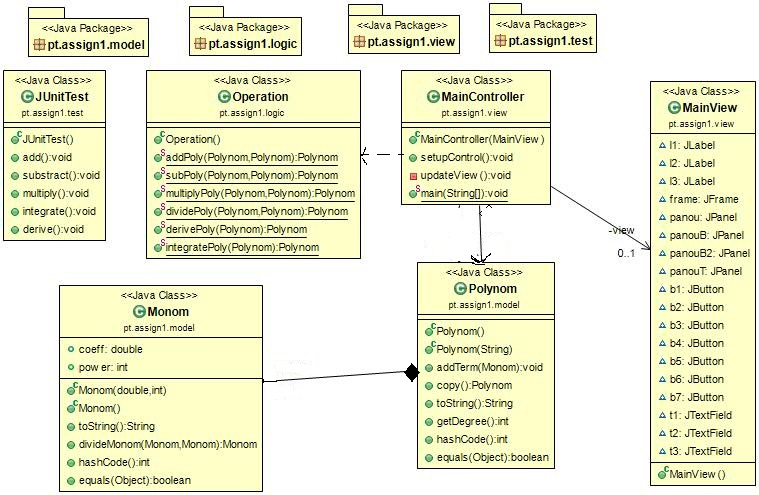 <<Java Package>>
pt.assign1.model
<<Java Package>>
pt.assign1.logic
<<Java Package>>
pt.assign1.view
<<Java Package>>
pt.assign1.test
<<Java Class>>
JUnitTest
pt.assign1.test
JUnitTest()
add():void
substract():void
multiply():void
integrate():void
derive():void
<<Java Class>>
Operation
pt.assign1.logic
Operation()
addPoly(Polynom,Polynom):Polynom
subPoly(Polynom,Polynom):Polynom
multiplyPoly(Polynom,Polynom):Polynom
dividePoly(Polynom,Polynom):Polynom
derivePoly(Polynom):Polynom
integratePoly(Polynom):Polynom
<<Java Class>>
MainController
pt.assign1.view
MainController(MainView)
setupControl():void
updateView():void
main(String[]):void
<<Java Class>>
MainView
pt.assign1.view
l1: JLabel
l2: JLabel
l3: JLabel
frame: JFrame
panou: JPanel
panouB: JPanel
panouB2: JPanel
panouT: JPanel
b1: JButton
b2: JButton
b3: JButton
b4: JButton
b5: JButton
b6: JButton
b7: JButton
t1: JTextField
t2: JTextField
t3: JTextField
MainView()
-view
0..1
<<Java Class>>
Monom
pt.assign1.model
coeff: double
power: int
Monom(double,int)
Monom()
toString():String
divideMonom(Monom,Monom):Monom
hashCode():int
equals(Object):boolean
<<Java Class>>
Polynom
pt.assign1.model
Polynom()
Polynom(String)
addTerm(Monom):void
copy():Polynom
toString():String
getDegree():int
hashCode():int
equals(Object):boolean